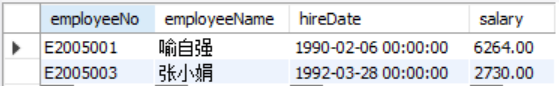 employeeNo employeeName hireDate salary
E2005001 喻自强 1990-02-06 00:00:00 6264.00
E2005003 张小娟 1992-03-28 00:00:00 2730.00